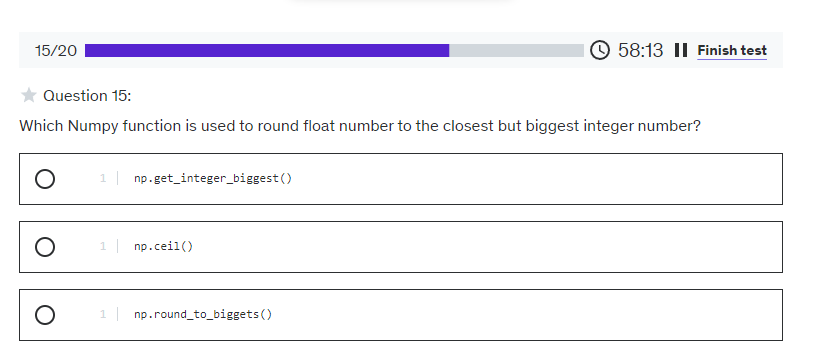 15/20
58:13
Finish test
Question 15:
Which Numpy function is used to round float number to the closest but biggest integer number?
1 np.get_integer_biggest()
1 np.ceil()
1 np.round_to_biggets()